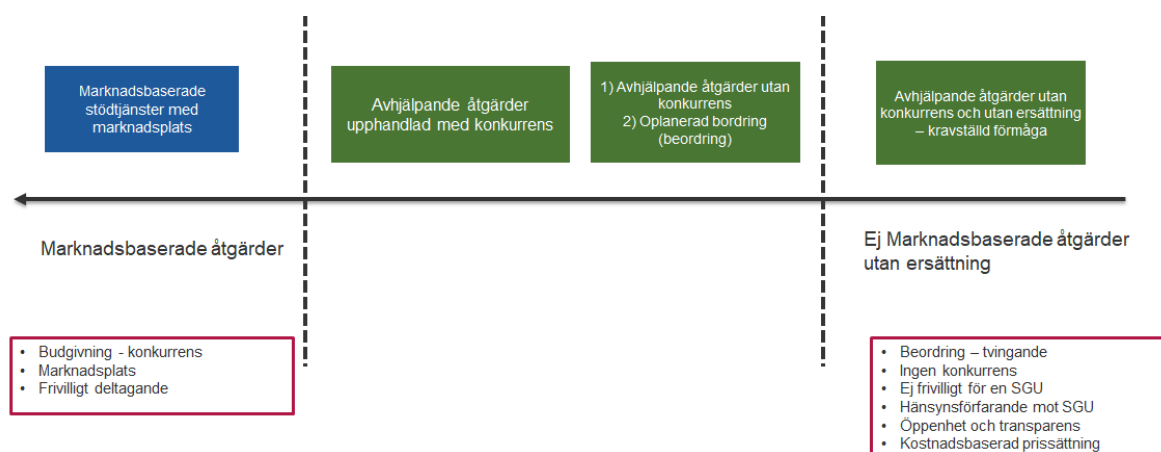 Marknadsbaserade
stödtjänster med
marknadsplats
Avhjälpande åtgärder
upphandlad med konkurrens
1) Avhjälpande åtgärder utan
konkurrens
2) Oplanerad bordring
(beordring)
Avhjälpande åtgärder utan
konkurrens och utan ersättning
– kravställd förmåga
Marknadsbaserade åtgärder
Ej Marknadsbaserade åtgärder
utan ersättning
• Budgivning - konkurrens
• Marknadsplats
• Frivilligt deltagande
• Beordring – tvingande
• Ingen konkurrens
• Ej frivilligt för en SGU
• Hänsynsförfarande mot SGU
• Öppenhet och transparens
• Kostnadsbaserad prissättning